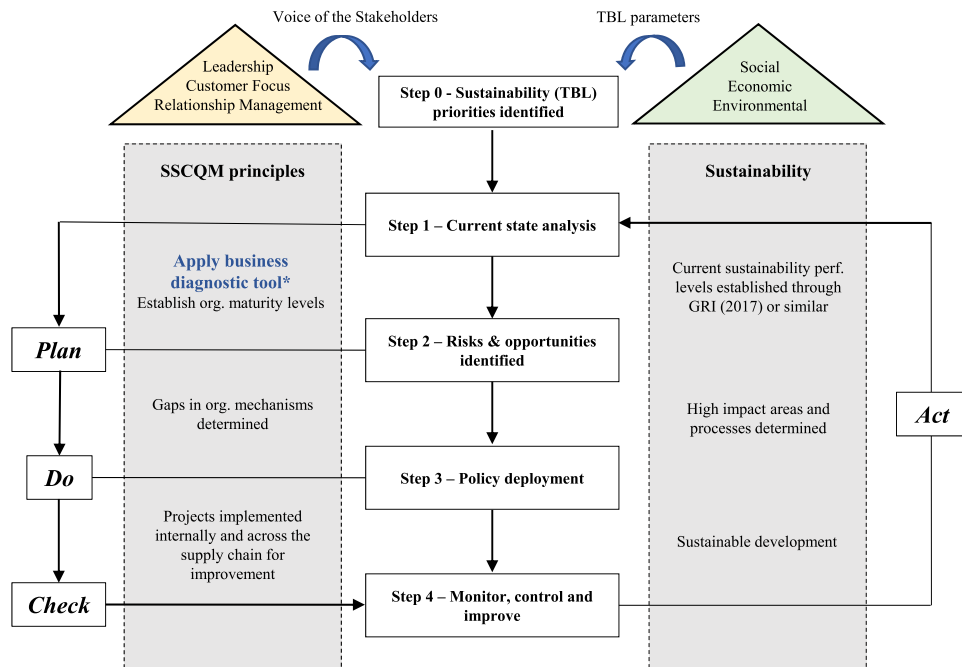 Voice of the Stakeholders
TBL parameters
Leadership
Customer Focus
Relationship Management
Step 0 - Sustainability (TBL)
priorities identified
Social
Economic
Environmental
SSCQM principles
Sustainability
Step 1 – Current state analysis
Apply business
diagnostic tool*
Establish org. maturity levels
Current sustainability perf.
levels established through
GRI (2017) or similar
Plan
Step 2 – Risks & opportunities
identified
Gaps in org. mechanisms
determined
High impact areas and
processes determined
Act
Do
Step 3 – Policy deployment
Projects implemented
internally and across the
supply chain for
improvement
Sustainable development
Check
Step 4 – Monitor, control and
improve